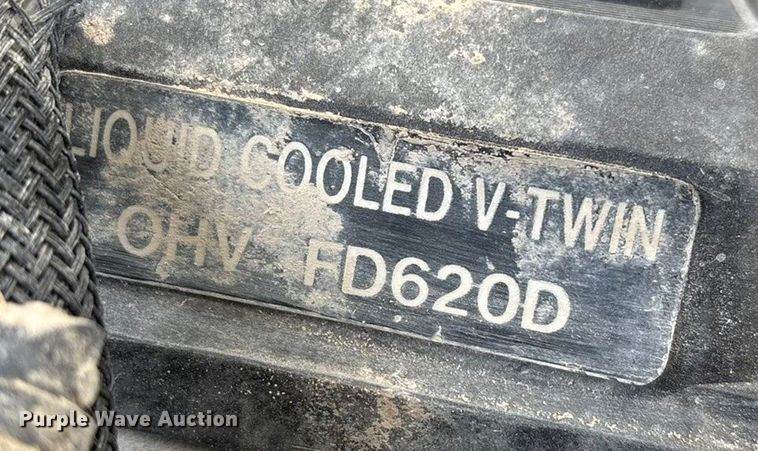 LIQUID COOLED V-TWIN
OHV FD620D
Purple Wave Auction